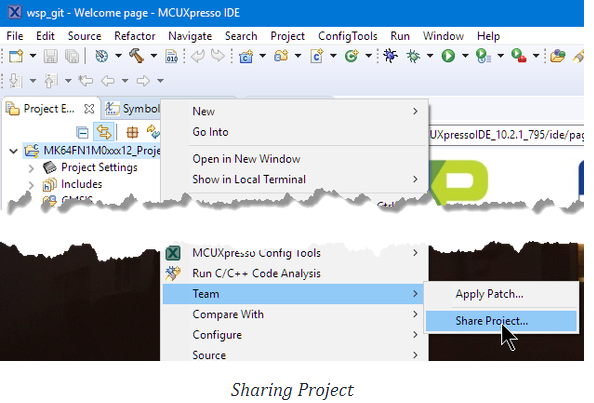 wsp_git - Welcome page - MCUXpresso IDE
File Edit Source Refactor Navigate Search Project ConfigTools Run Window Help
Project E...
Symbol
New
Go Into
MK64FN1M0xxx12_Proje
UXpressoIDE_10.2.1_795/ide/pag
Project Settings
Open in New Window
Includes
Show in Local Terminal
CMSIS
MCUXpresso Config Tools
Run C/C++ Code Analysis
Team
Apply Patch...
Compare With
Share Project...
Configure
Source
Sharing Project